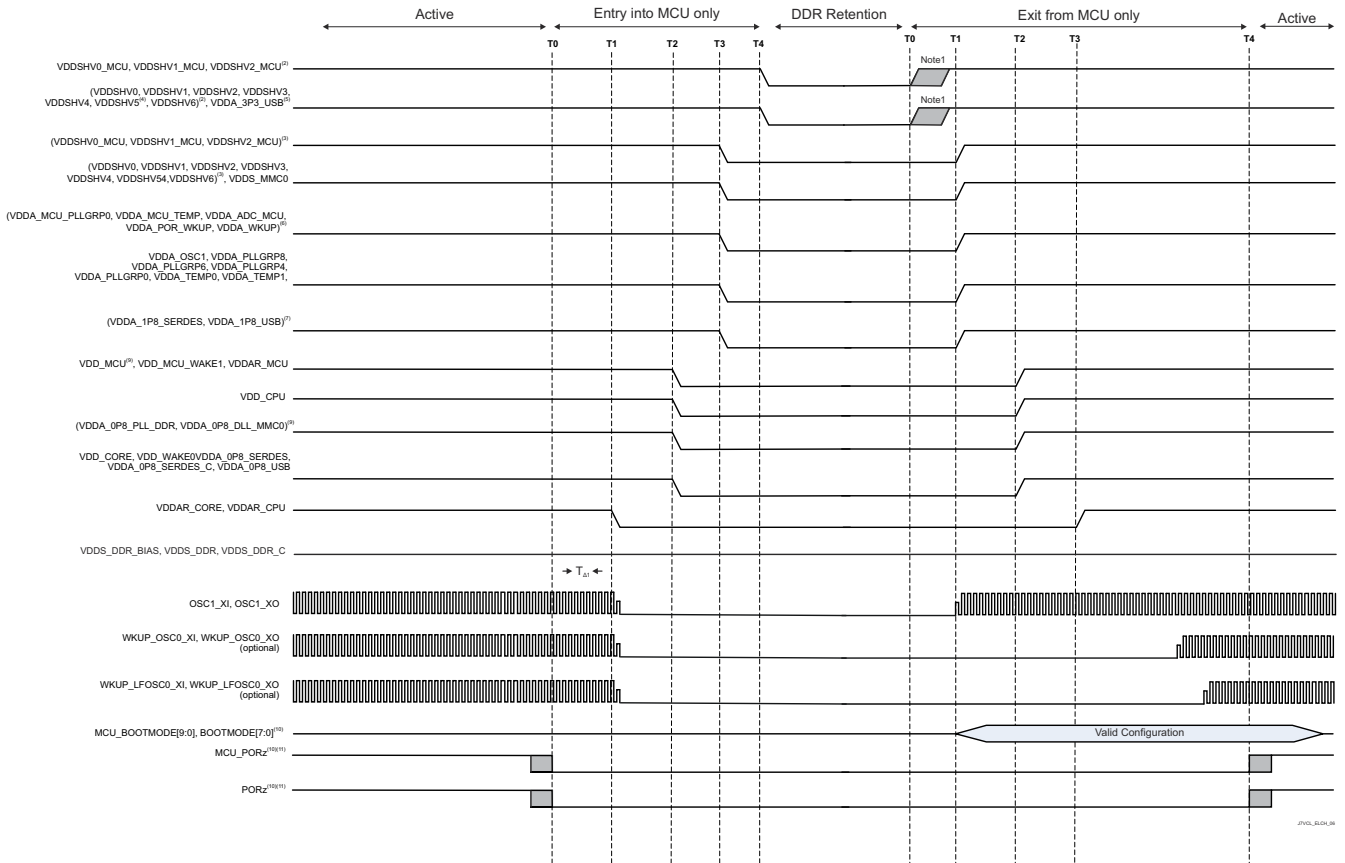 Active
Entry into MCU only
DDR Retention
Exit from MCU only
Active
T0
T1
T2
T3
T4
T0
T1
T2
T3
T4
VDDSHV0_MCU, VDDSHV1_MCU, VDDSHV2_MCU(2)
Note1
(VDDSHV0, VDDSHV1, VDDSHV2, VDDSHV3,
VDDSHV4, VDDSHV5(4), VDDSHV6)(2), VDDA_3P3_USB(5)
Note1
(VDDSHV0_MCU, VDDSHV1_MCU, VDDSHV2_MCU)(3)
(VDDSHV0, VDDSHV1, VDDSHV2, VDDSHV3,
VDDSHV4, VDDSHV54,VDDSHV6)(3), VDDS_MMC0
(VDDA_MCU_PLLGRP0, VDDA_MCU_TEMP, VDDA_ADC_MCU,
VDDA_POR_WKUP, VDDA_WKUP)(6)
VDDA_OSC1, VDDA_PLLGRP8,
VDDA_PLLGRP6, VDDA_PLLGRP4,
VDDA_PLLGRP0, VDDA_TEMP0, VDDA_TEMP1,
(VDDA_1P8_SERDES, VDDA_1P8_USB)(7)
VDD_MCU(9), VDD_MCU_WAKE1, VDDAR_MCU
VDD_CPU
(VDDA_0P8_PLL_DDR, VDDA_0P8_DLL_MMC0)(9)
VDD_CORE, VDD_WAKE0VDDA_0P8_SERDES,
VDDA_0P8_SERDES_C, VDDA_0P8_USB
VDDAR_CORE, VDDAR_CPU
VDDS_DDR_BIAS, VDDS_DDR, VDDS_DDR_C
TΔ1
OSC1_XI, OSC1_XO
WKUP_OSC0_XI, WKUP_OSC0_XO
(optional)
WKUP_LFOSC0_XI, WKUP_LFOSC0_XO
(optional)
MCU_BOOTMODE[9:0], BOOTMODE[7:0](10)
Valid Configuration
MCU_PORz(10)(11)
PORz(10)(11)
J7VCL_ELCH_06